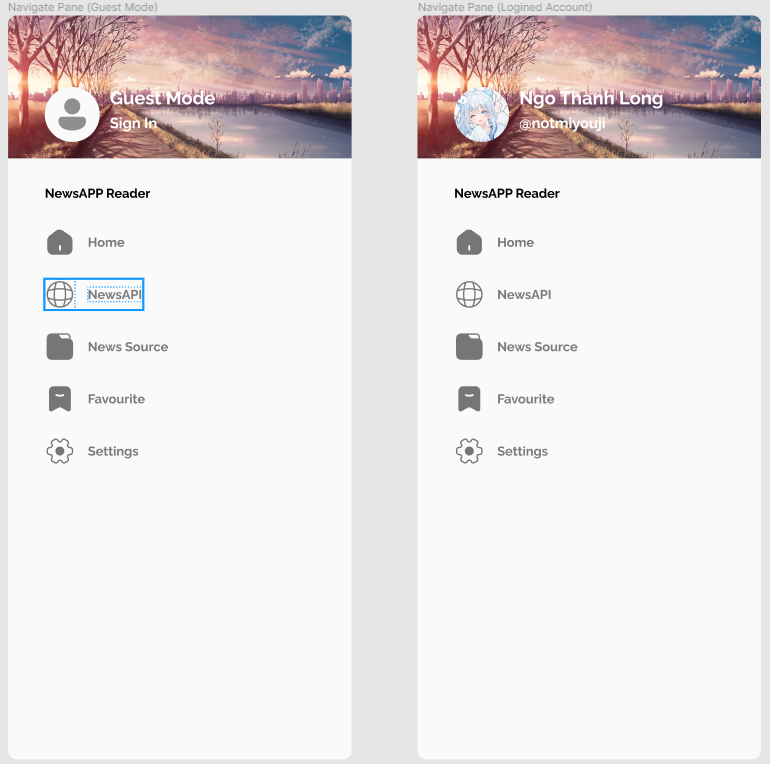 Navigate Pane (Guest Mode)
Guest Mode
Sign In
NewsAPP Reader
Home
NewsAPI
News Source
Favourite
Settings
Navigate Pane (Logined Account)
Ngo Thanh Long
@notmiyouji
NewsAPP Reader
Home
NewsAPI
News Source
Favourite
Settings